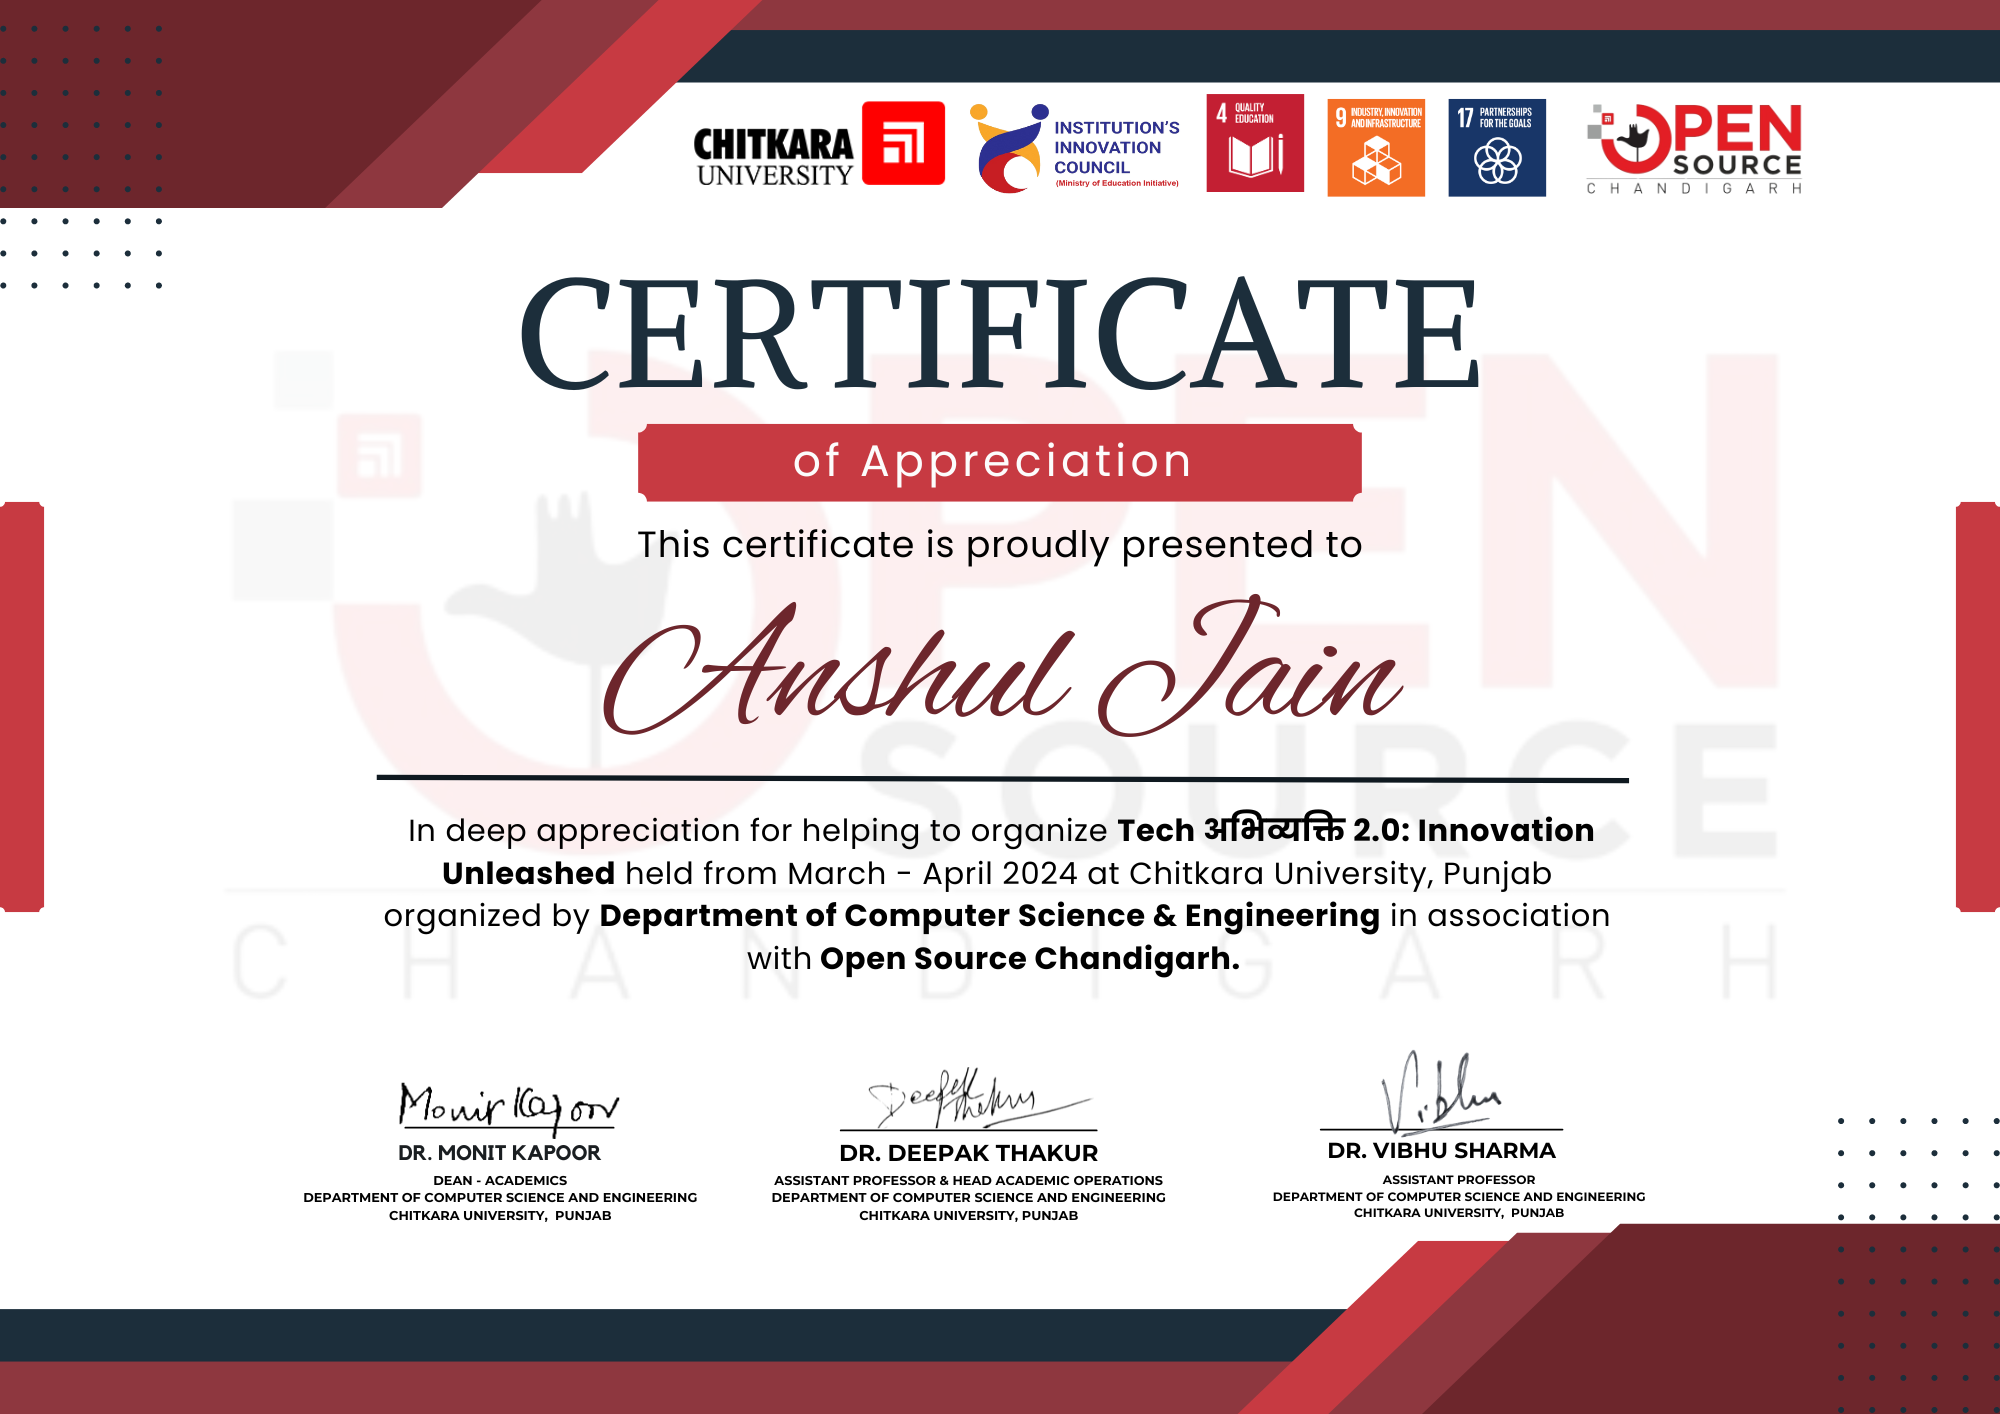 CHITKARA
UNIVERSITY
INSTITUTION'S
INNOVATION
COUNCIL
(Ministry of Education Initiative)
4 QUALITY
EDUCATION
9 INDUSTRY, INNOVATION
AND INFRASTRUCTURE
17 PARTNERSHIPS
FOR THE GOALS
OPEN
SOURCE
CHANDIGARH
CERTIFICATE
of Appreciation
This certificate is proudly presented to
Anshul Jain
In deep appreciation for helping to organize Tech अभिव्यक्ति 2.0: Innovation
Unleashed held from March - April 2024 at Chitkara University, Punjab
organized by Department of Computer Science & Engineering in association
with Open Source Chandigarh.
OPEN
SOURCE
CHANDIGARH
Monit Kapoor
DR. MONIT KAPOOR
DEAN - ACADEMICS
DEPARTMENT OF COMPUTER SCIENCE AND ENGINEERING
CHITKARA UNIVERSITY, PUNJAB
Deepak
Thakur
DR. DEEPAK THAKUR
ASSISTANT PROFESSOR & HEAD ACADEMIC OPERATIONS
DEPARTMENT OF COMPUTER SCIENCE AND ENGINEERING
CHITKARA UNIVERSITY, PUNJAB
Vibhu
DR. VIBHU SHARMA
ASSISTANT PROFESSOR
DEPARTMENT OF COMPUTER SCIENCE AND ENGINEERING
CHITKARA UNIVERSITY, PUNJAB